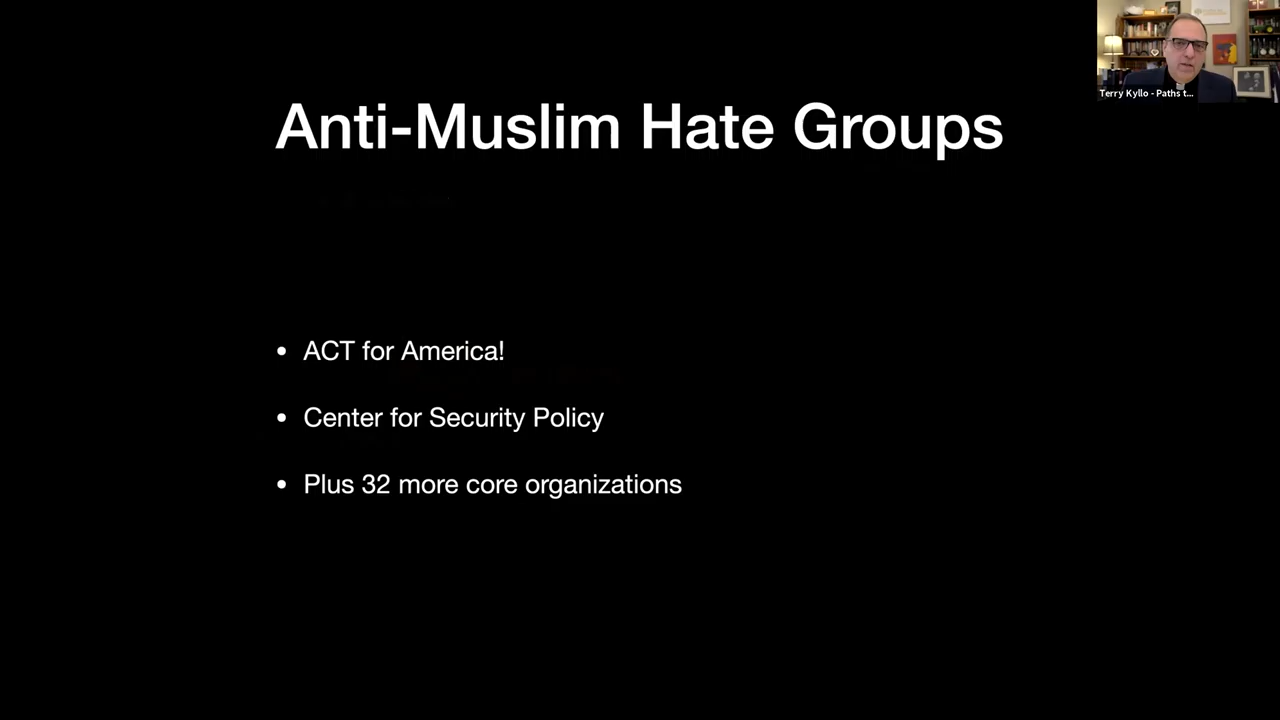 Anti-Muslim Hate Groups
Terry Kyllo - Paths t...
• ACT for America!
• Center for Security Policy
• Plus 32 more core organizations